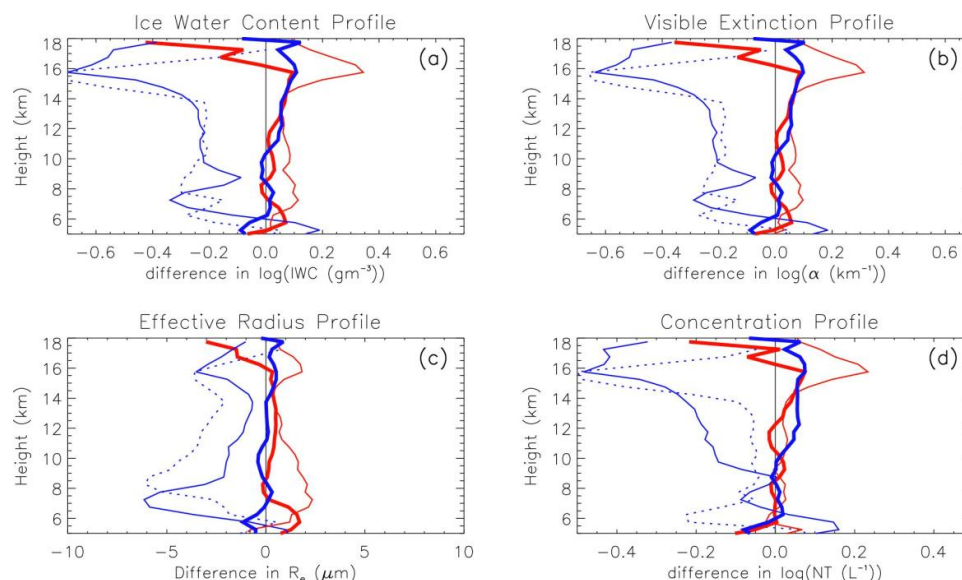 Ice Water Content Profile
Visible Extinction Profile
18
16
14
12
10
8
6
Height (km)
(a)
−0.6 −0.4 −0.2 0.0 0.2 0.4 0.6
difference in log(IWC (gm⁻³)
18
16
14
12
10
8
6
Height (km)
(b)
−0.6 −0.4 −0.2 0.0 0.2 0.4 0.6
difference in log(α (km⁻¹)
Effective Radius Profile
Concentration Profile
18
16
14
12
10
8
6
Height (km)
(c)
−10 −5 0 5 10
Difference in Rₑ (μm)
18
16
14
12
10
8
6
Height (km)
(d)
−0.4 −0.2 0.0 0.2 0.4
difference in log(NT (L⁻¹)